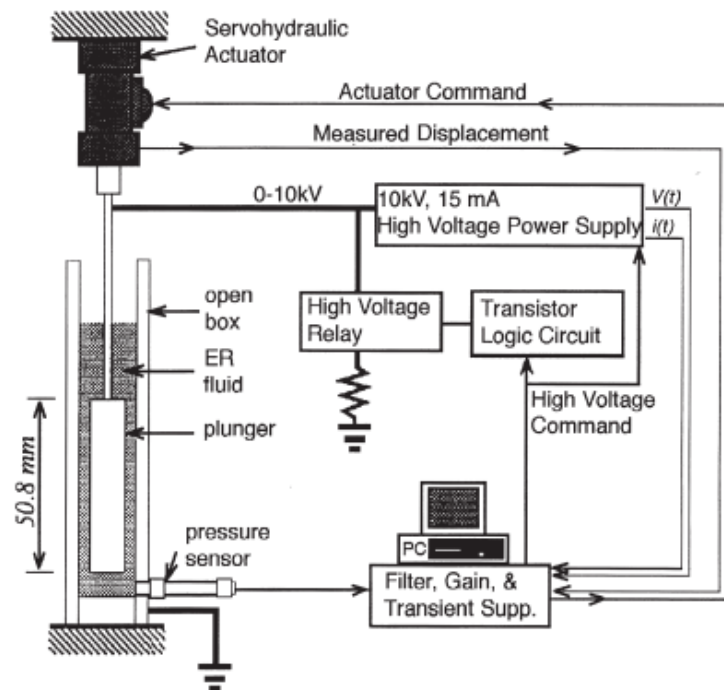 Servohydraulic
Actuator
Actuator Command
Measured Displacement
0-10kV
10kV, 15 mA
High Voltage Power Supply
V(t)
i(t)
open
box
High Voltage
Relay
Transistor
Logic Circuit
ER
fluid
plunger
High Voltage
Command
50.8 mm
pressure
sensor
PC
Filter, Gain, &
Transient Supp.